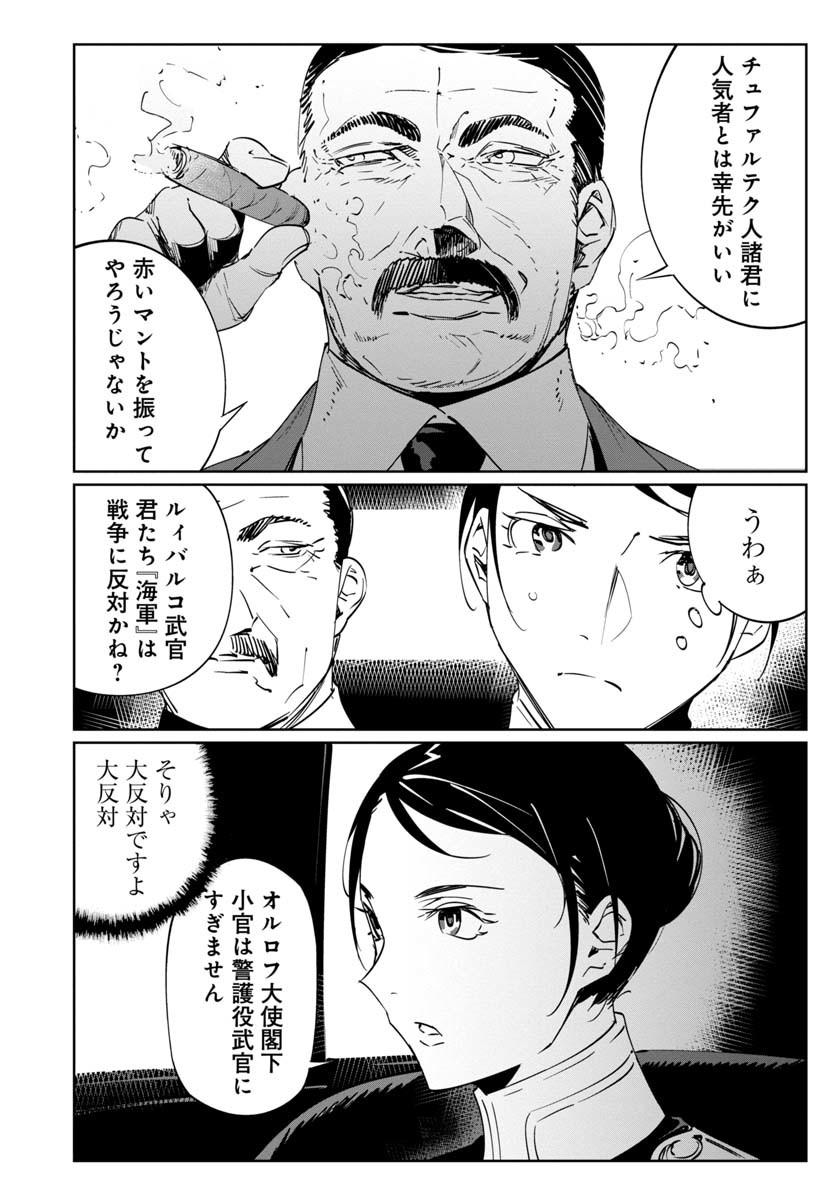 チュファルテク人諸君に
人気者とは幸先がいい
赤いマントを振って
やろうじゃないか
うわぁ
ルィバルコ武官
君たち『海軍』は
戦争に反対かね?
オルロフ大使閣下
小官は警護役武官に
すぎません
そりゃ
大反対ですよ
大反対